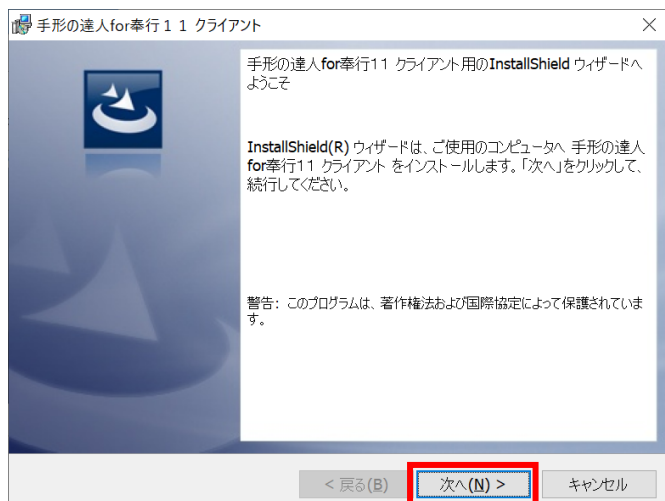 手形の達人for奉行１１ クライアント
手形の達人for奉行11 クライアント用のInstallShield ウィザードへ
ようこそ
InstallShield(R) ウィザードは、ご使用のコンピュータへ 手形の達人
for奉行11 クライアント をインストールします。「次へ」をクリックして、
続行してください。
警告: このプログラムは、著作権法および国際協定によって保護されていま
す。
< 戻る(B)
次へ(N) >
キャンセル